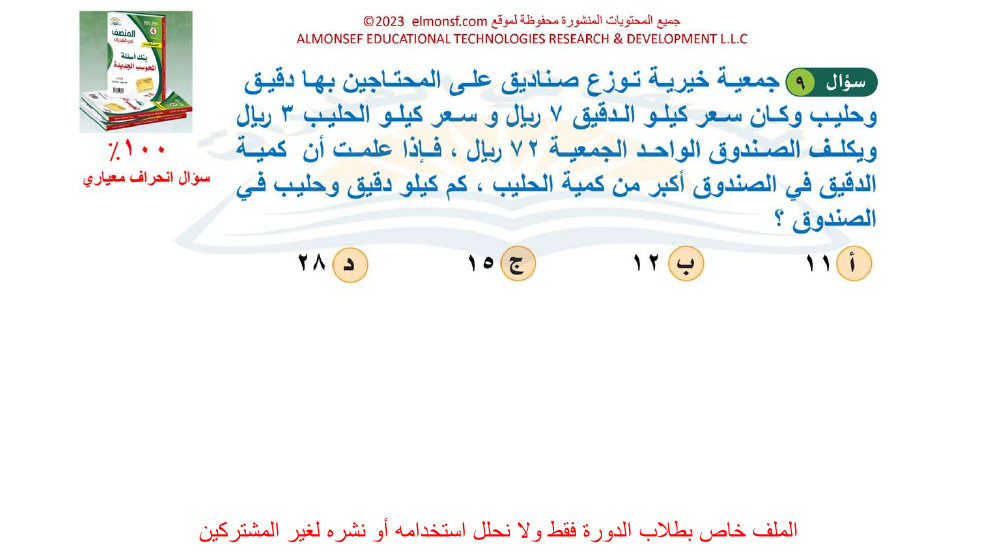 جميع المحتويات المنشورة محفوظة لموقع elmonsf.com ©2023
ALMONSEF EDUCATIONAL TECHNOLOGIES RESEARCH & DEVELOPMENT L.L.C
المنصف
بنك أسئلة
المحوسب الجديدة
١٠٠٪
سؤال انحراف معياري
سؤال ٩ جمعية خيرية توزع صناديق على المحتاجين بها دقيق
وحليب وكان سعر كيلو الدقيق ٧ ريال و سعر كيلو الحليب ٣ ريال
ويكلف الصندوق الواحد الجمعية ٧٢ ريال ، فإذا علمت أن كمية
الدقيق في الصندوق أكبر من كمية الحليب ، كم كيلو دقيق وحليب في
الصندوق ؟
أ ١١ ب ١٢ ج ١٥ د ٢٨
الملف خاص بطلاب الدورة فقط ولا نحلل استخدامه أو نشره لغير المشتركين